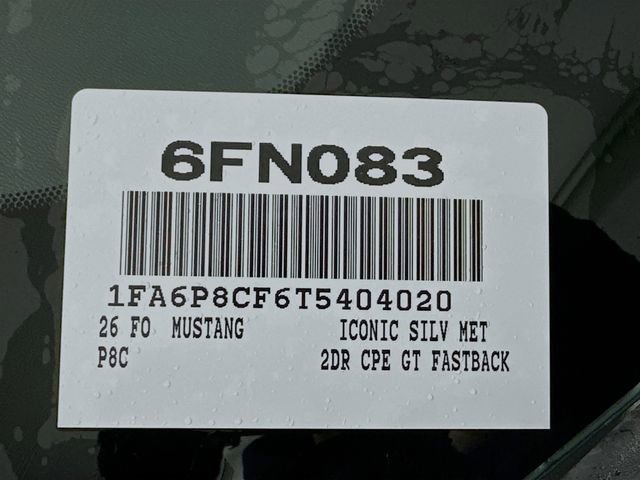 6FN083
1FA6P8CF6T5404020
26 FO MUSTANG ICONIC SILV MET
P8C 2DR CPE GT FASTBACK